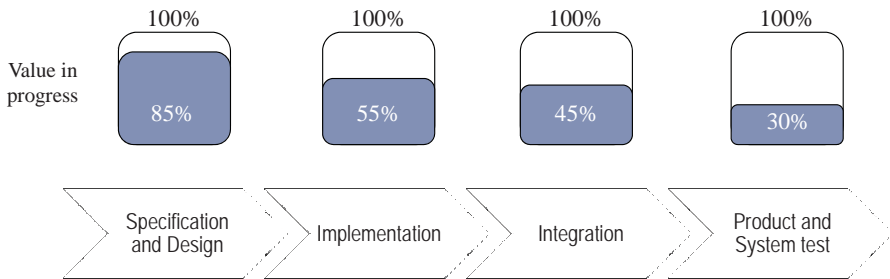 100%
100%
100%
100%
Value in
progress
85%
55%
45%
30%
Specification
and Design
Implementation
Integration
Product and
System test